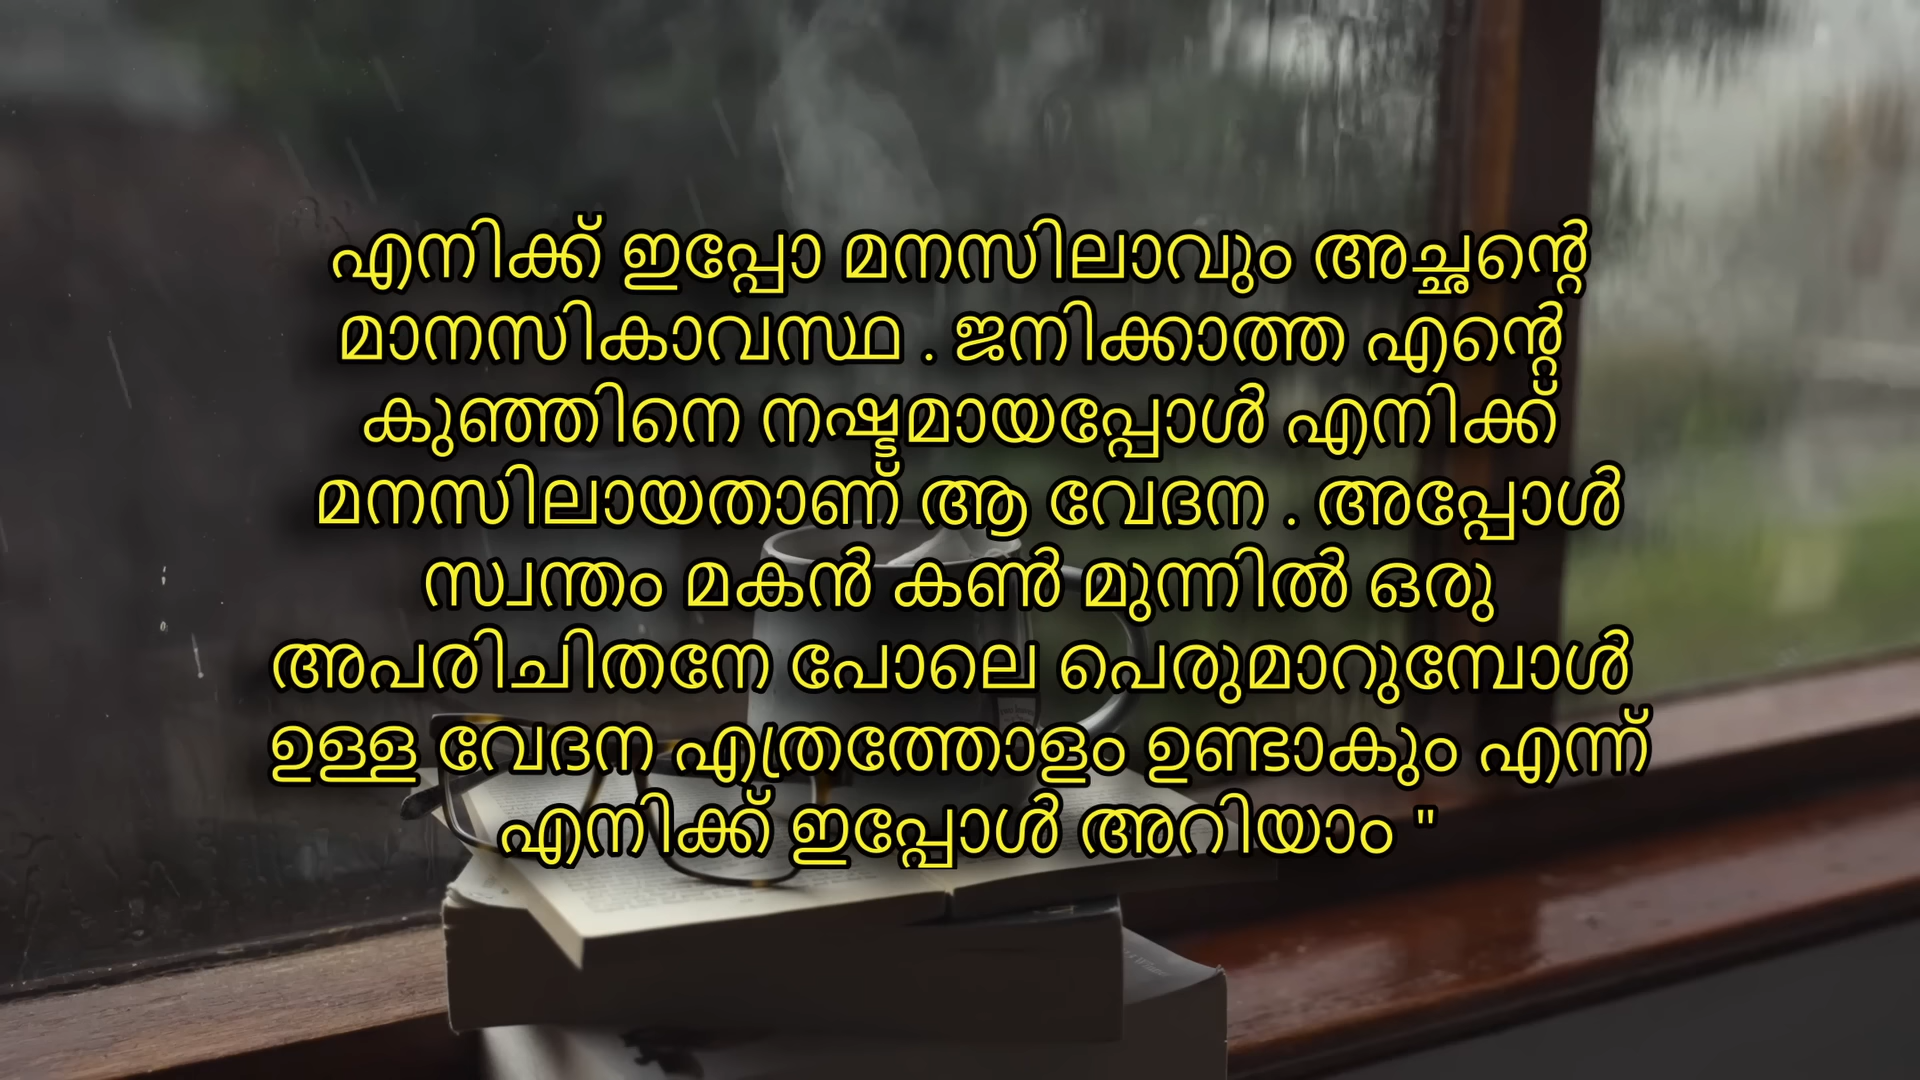 എനിക്ക് ഇപ്പോ മനസിലാവും അച്ഛന്റെ
മാനസികാവസ്ഥ . ജനിക്കാത്ത എന്റെ
കുഞ്ഞിനെ നഷ്ടമായപ്പോൾ എനിക്ക്
മനസിലായതാണ് ആ വേദന . അപ്പോൾ
സ്വന്തം മകൻ കൺ മുന്നിൽ ഒരു
അപരിചിതനേ പോലെ പെരുമാറുമ്പോൾ
ഉള്ള വേദന എത്രത്തോളം ഉണ്ടാകും എന്ന്
എനിക്ക് ഇപ്പോൾ അറിയാം "